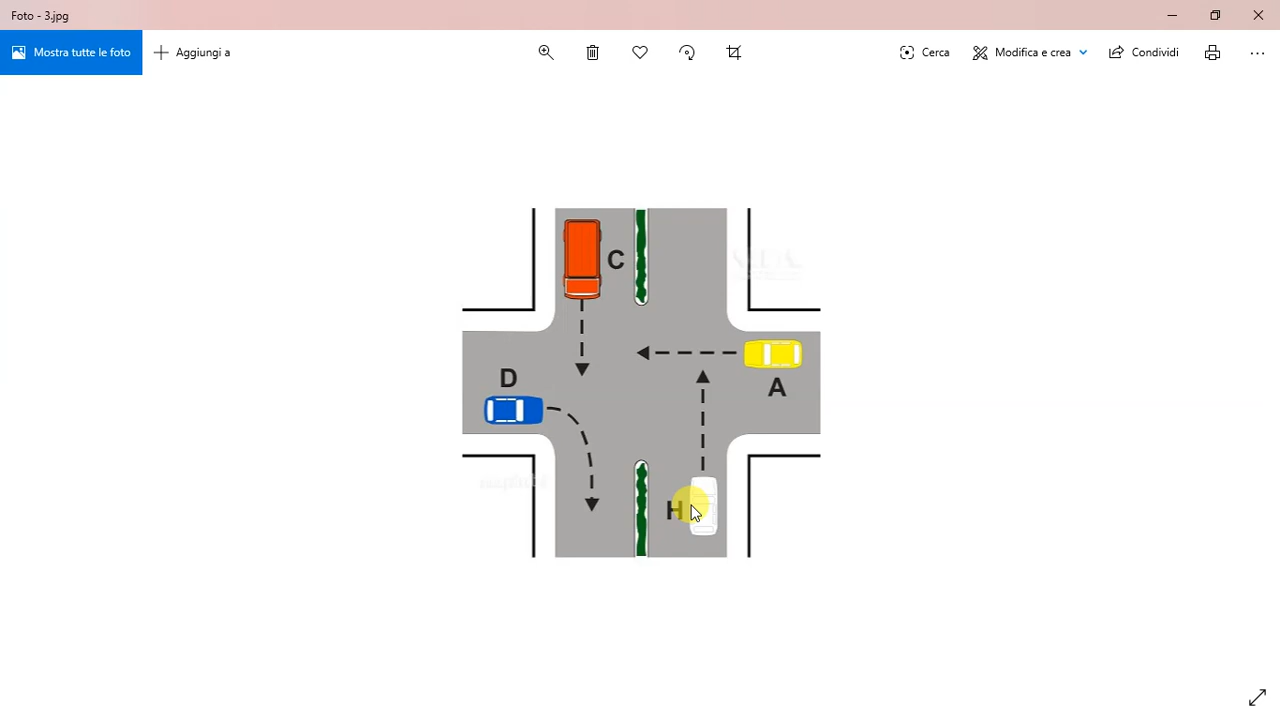 Foto - 3.jpg
Mostra tutte le foto
Aggiungi a
Cerca
Modifica e crea
Condividi
C
D
A
H